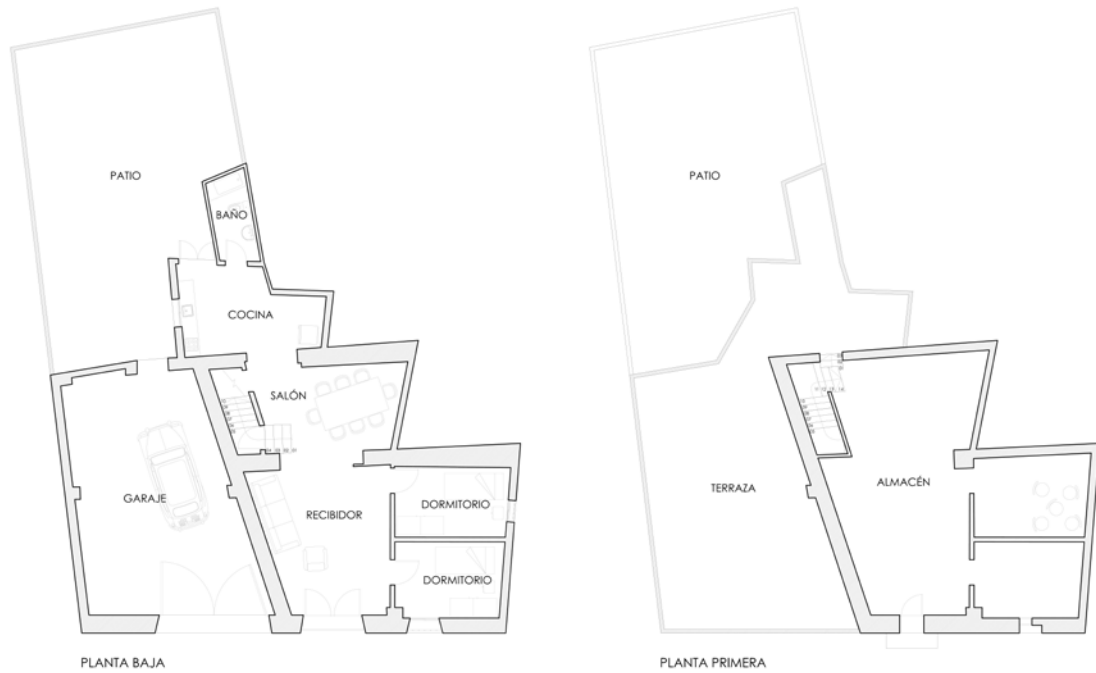 PATIO
BAÑO
COCINA
SALÓN
GARAJE
RECIBIDOR
DORMITORIO
DORMITORIO
PLANTA BAJA
PATIO
TERRAZA
ALMACÉN
PLANTA PRIMERA